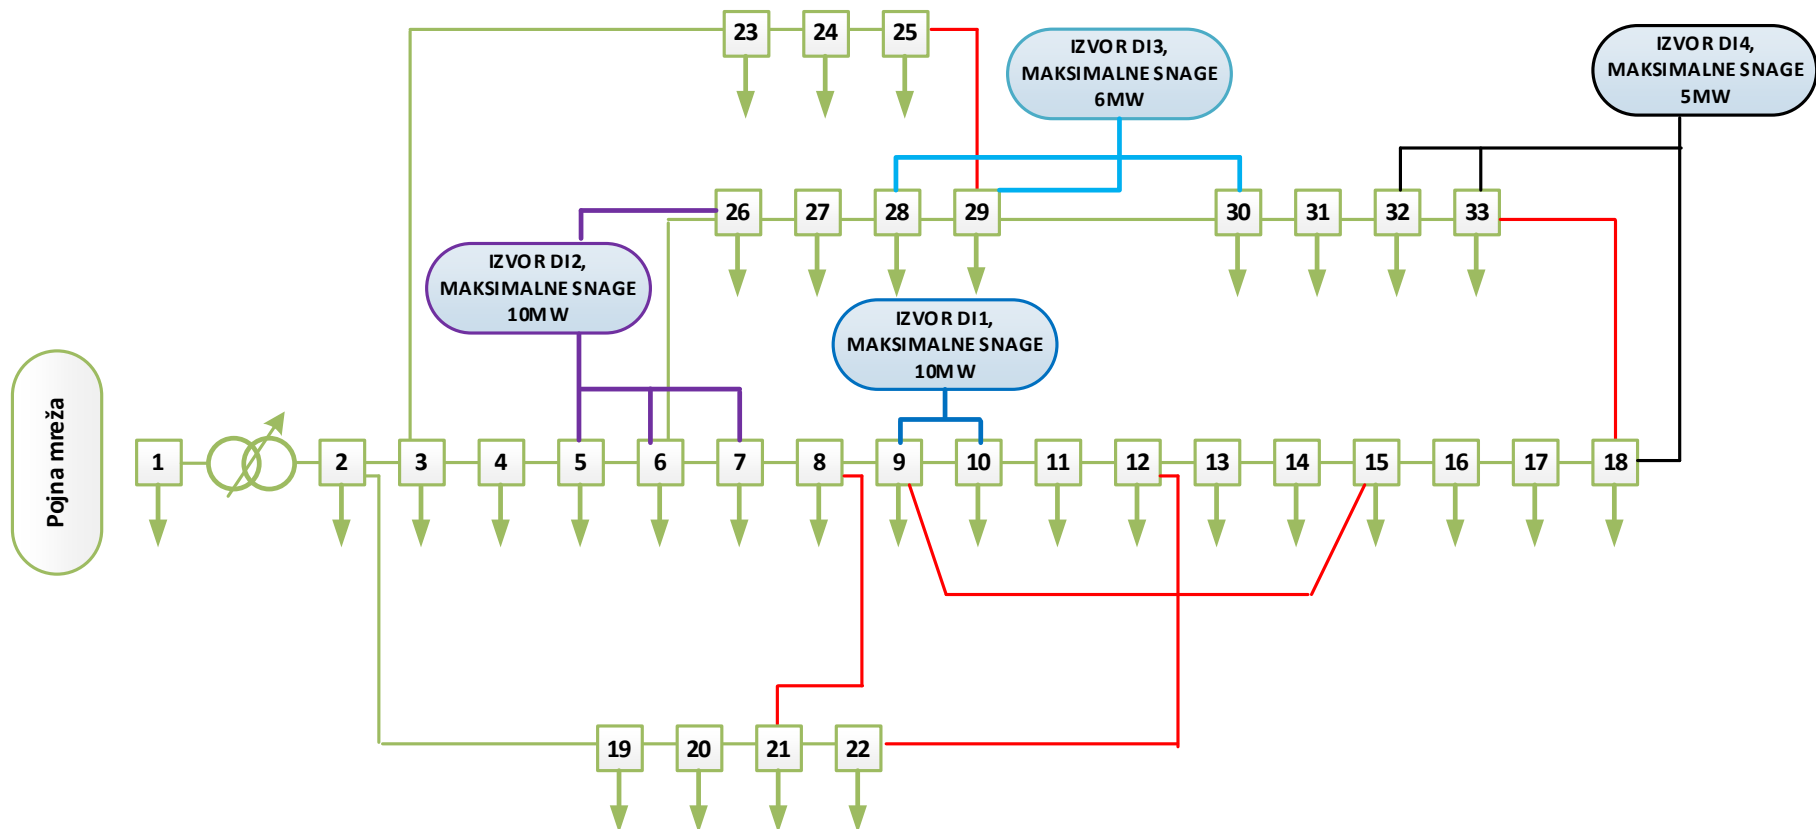 23 24 25
IZVOR DI3,
MAKSIMALNE SNAGE
6MW
IZVOR DI4,
MAKSIMALNE SNAGE
5MW
26 27 28 29 30 31 32 33
IZVOR DI2,
MAKSIMALNE SNAGE
10MW
IZVOR DI1,
MAKSIMALNE SNAGE
10MW
Pojna mreža
1 2 3 4 5 6 7 8 9 10 11 12 13 14 15 16 17 18
19 20 21 22